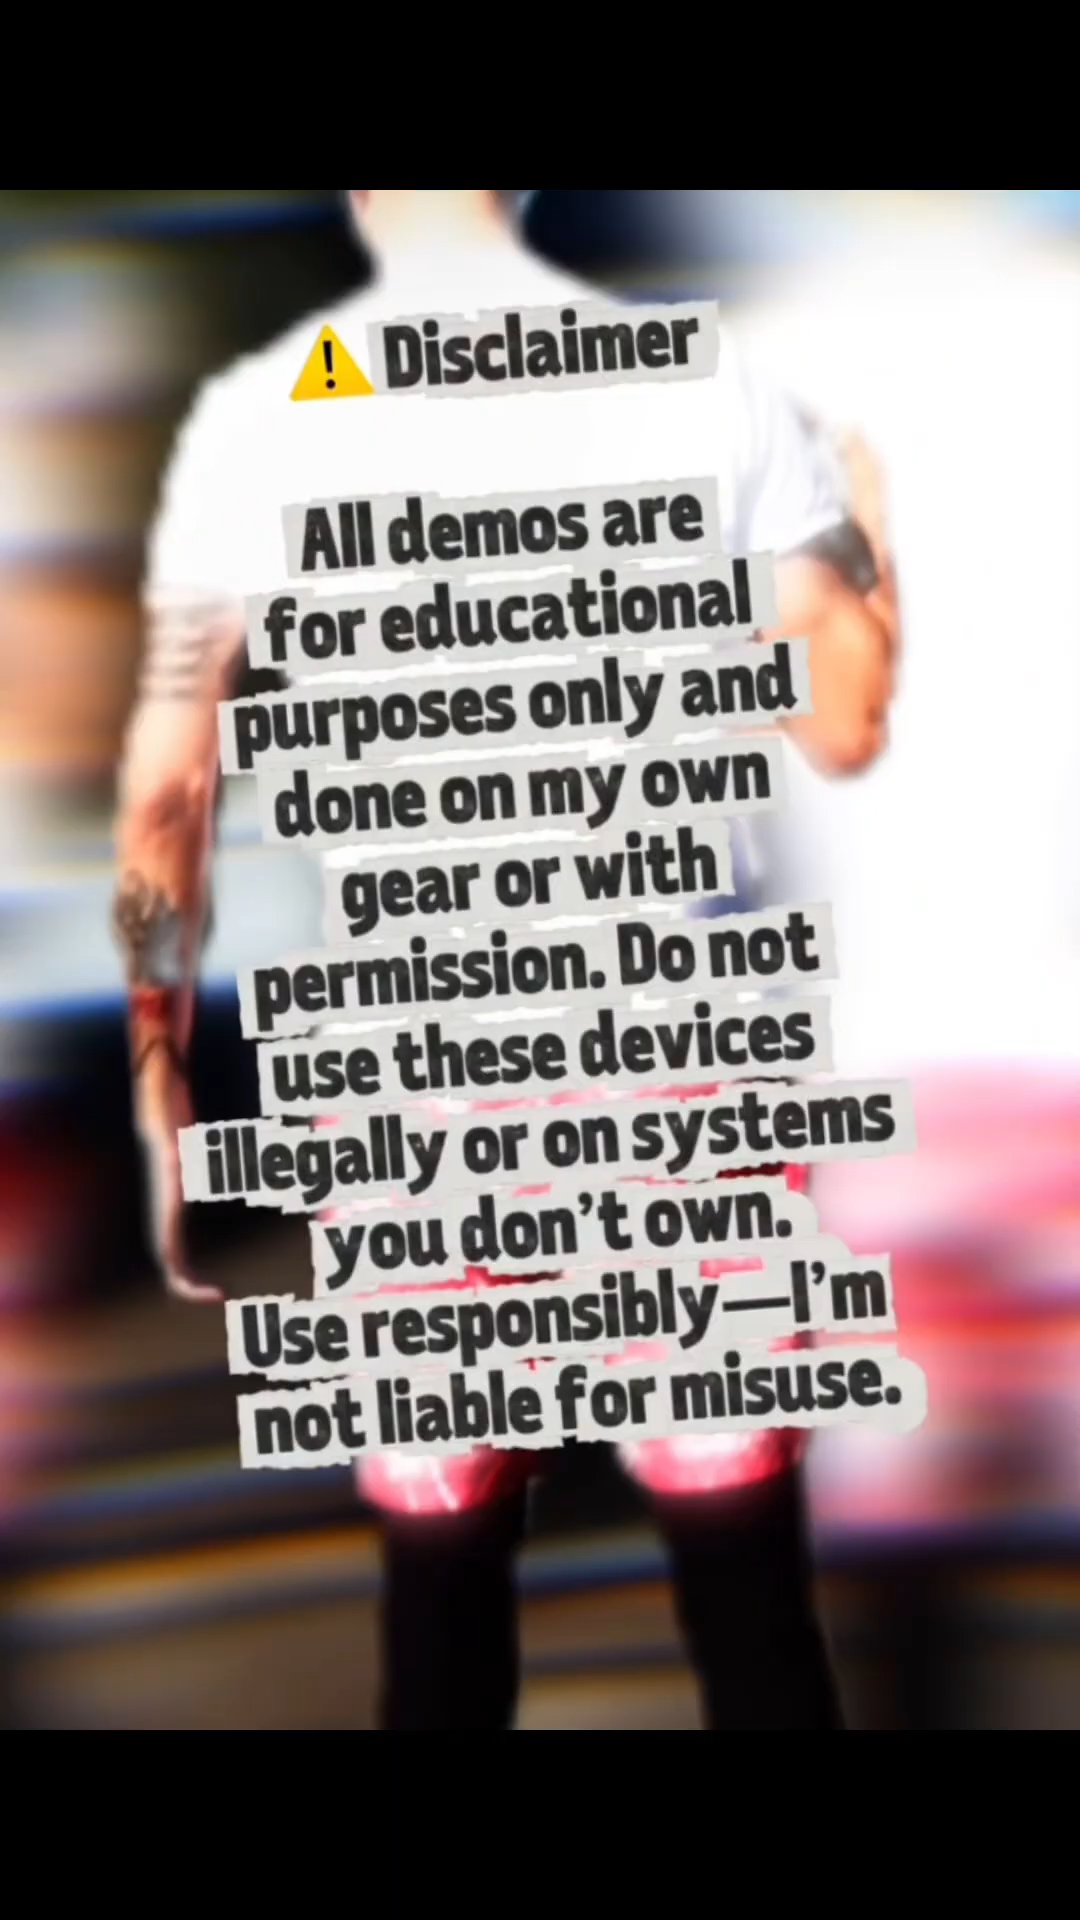 ⚠️ Disclaimer
All demos are
for educational
purposes only and
done on my own
gear or with
permission. Do not
use these devices
illegally or on systems
you don’t own.
Use responsibly—I’m
not liable for misuse.